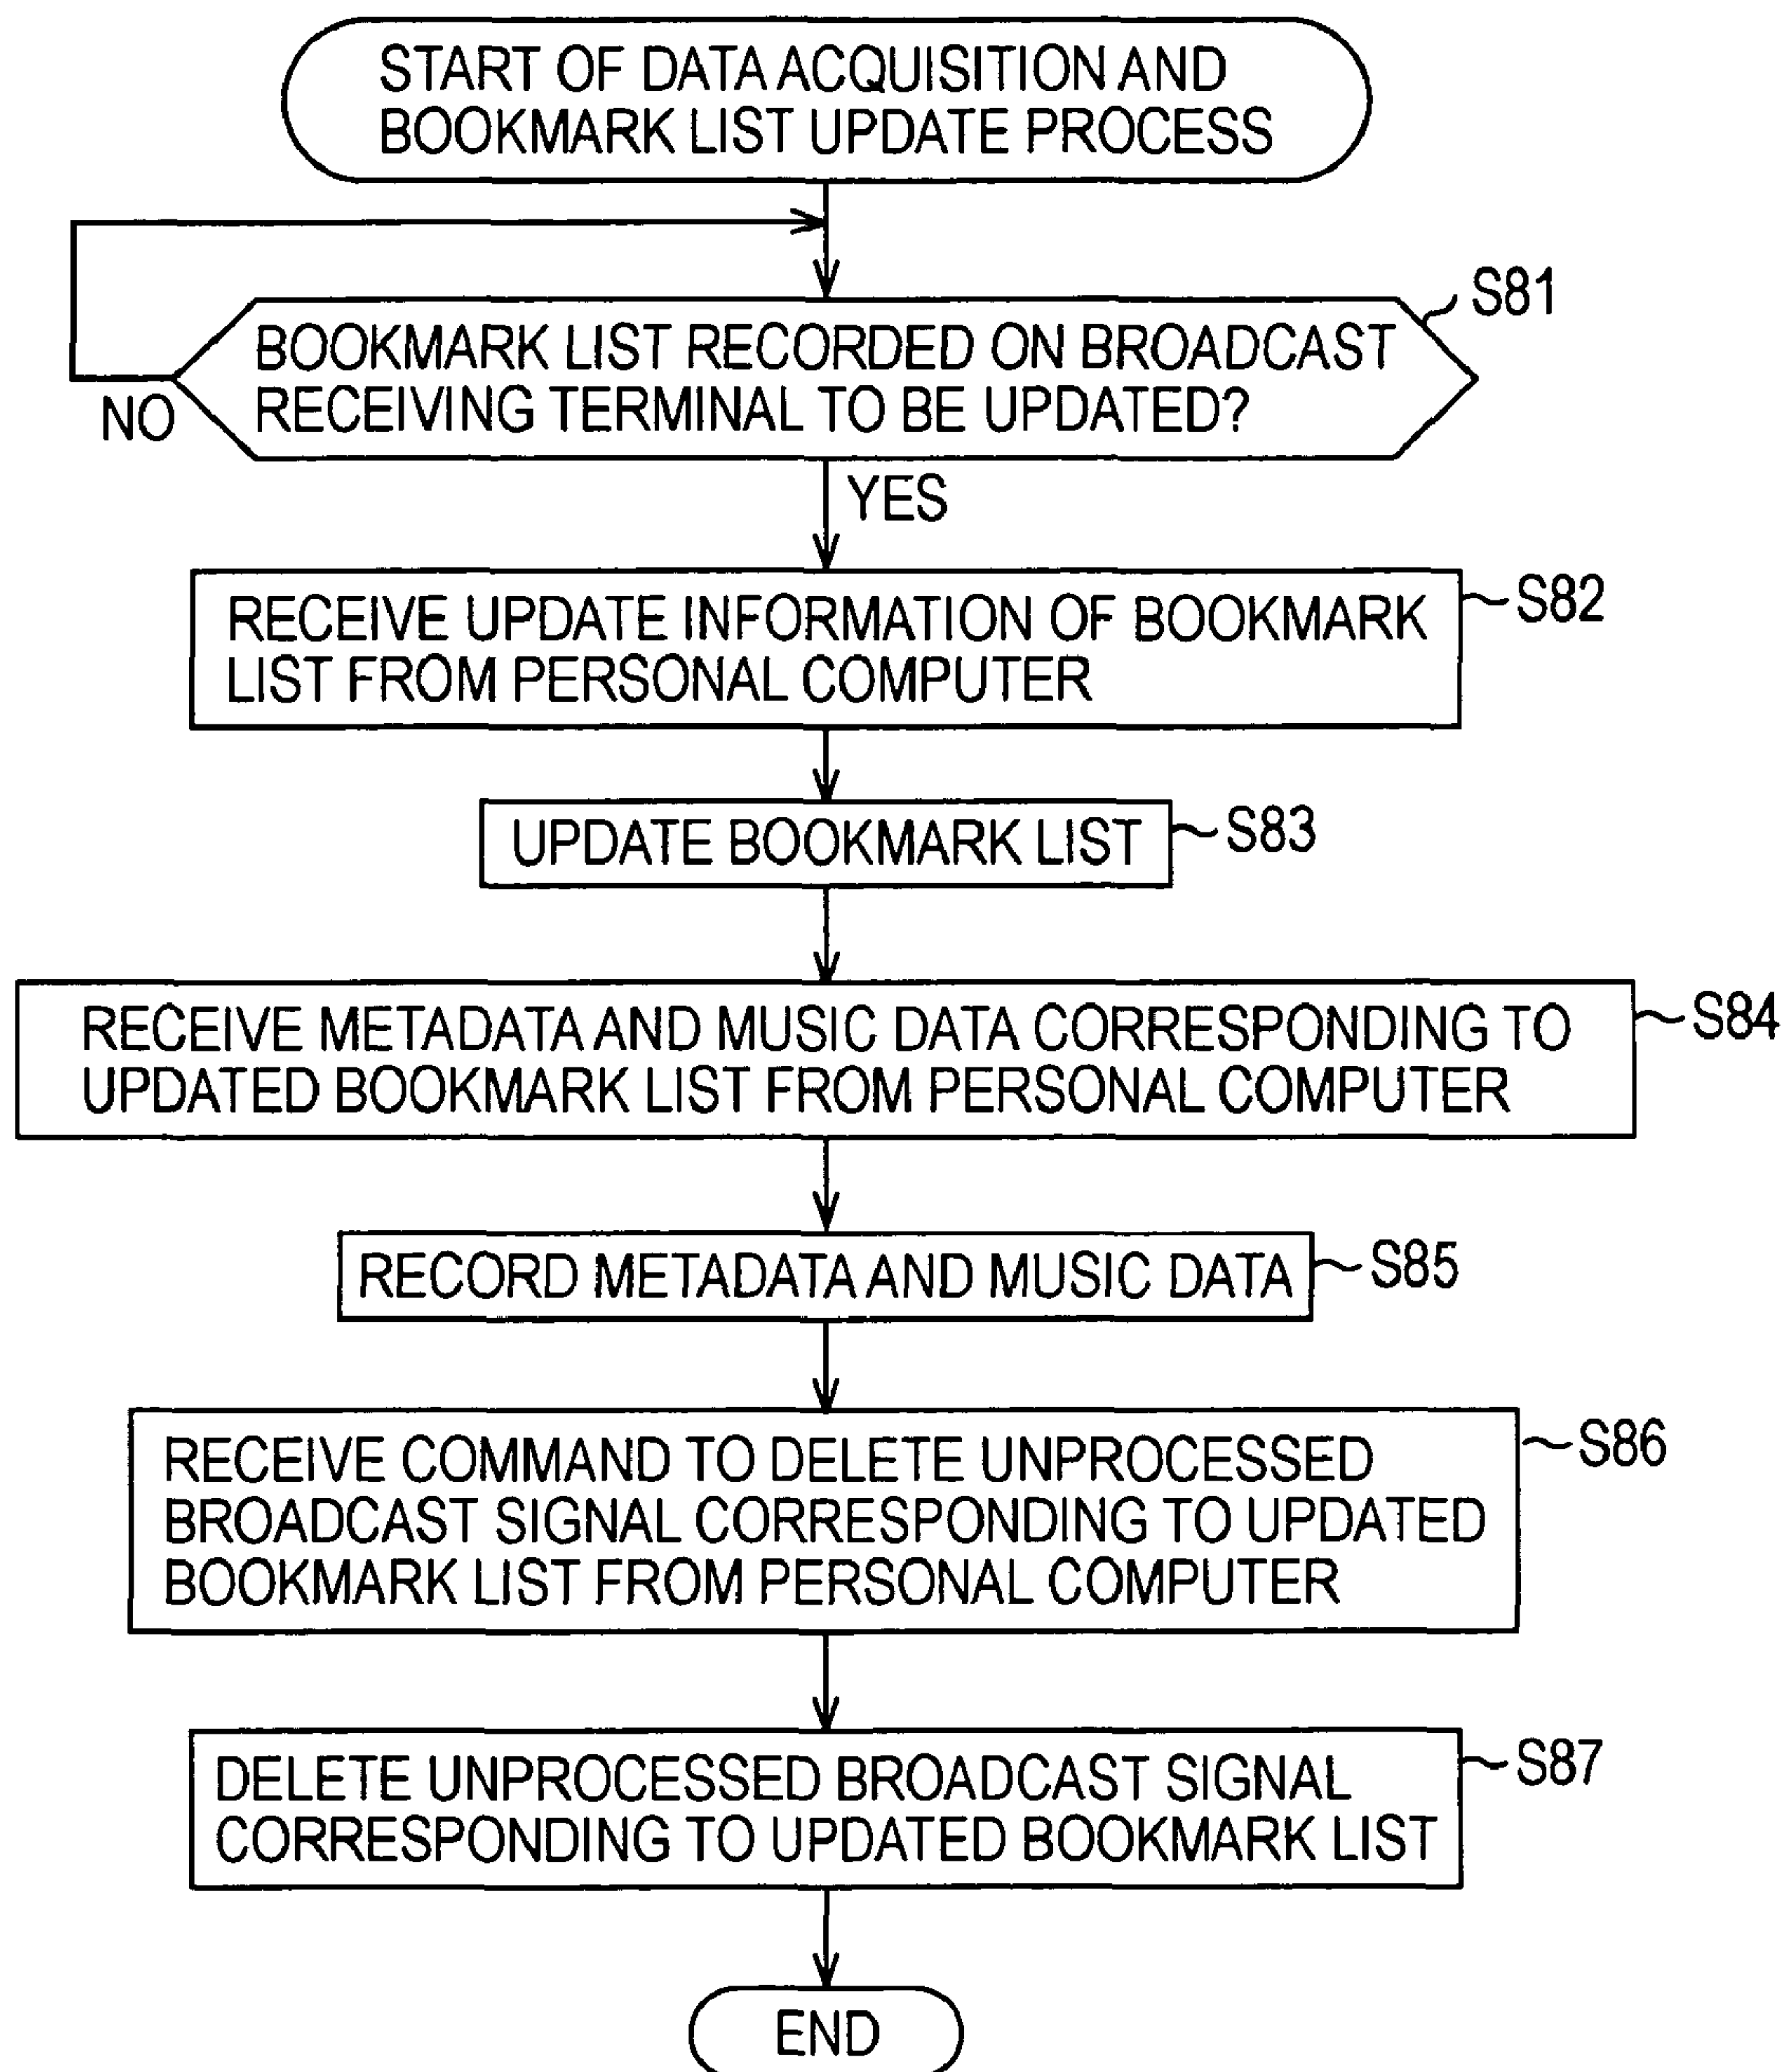 START OF DATA ACQUISITION AND
BOOKMARK LIST UPDATE PROCESS
S81
BOOKMARK LIST RECORDED ON BROADCAST
RECEIVING TERMINAL TO BE UPDATED?
NO
YES
S82
RECEIVE UPDATE INFORMATION OF BOOKMARK
LIST FROM PERSONAL COMPUTER
UPDATE BOOKMARK LIST
S83
RECEIVE METADATA AND MUSIC DATA CORRESPONDING TO
UPDATED BOOKMARK LIST FROM PERSONAL COMPUTER
S84
RECORD METADATA AND MUSIC DATA
S85
RECEIVE COMMAND TO DELETE UNPROCESSED
BROADCAST SIGNAL CORRESPONDING TO UPDATED
BOOKMARK LIST FROM PERSONAL COMPUTER
S86
DELETE UNPROCESSED BROADCAST SIGNAL
CORRESPONDING TO UPDATED BOOKMARK LIST
S87
END